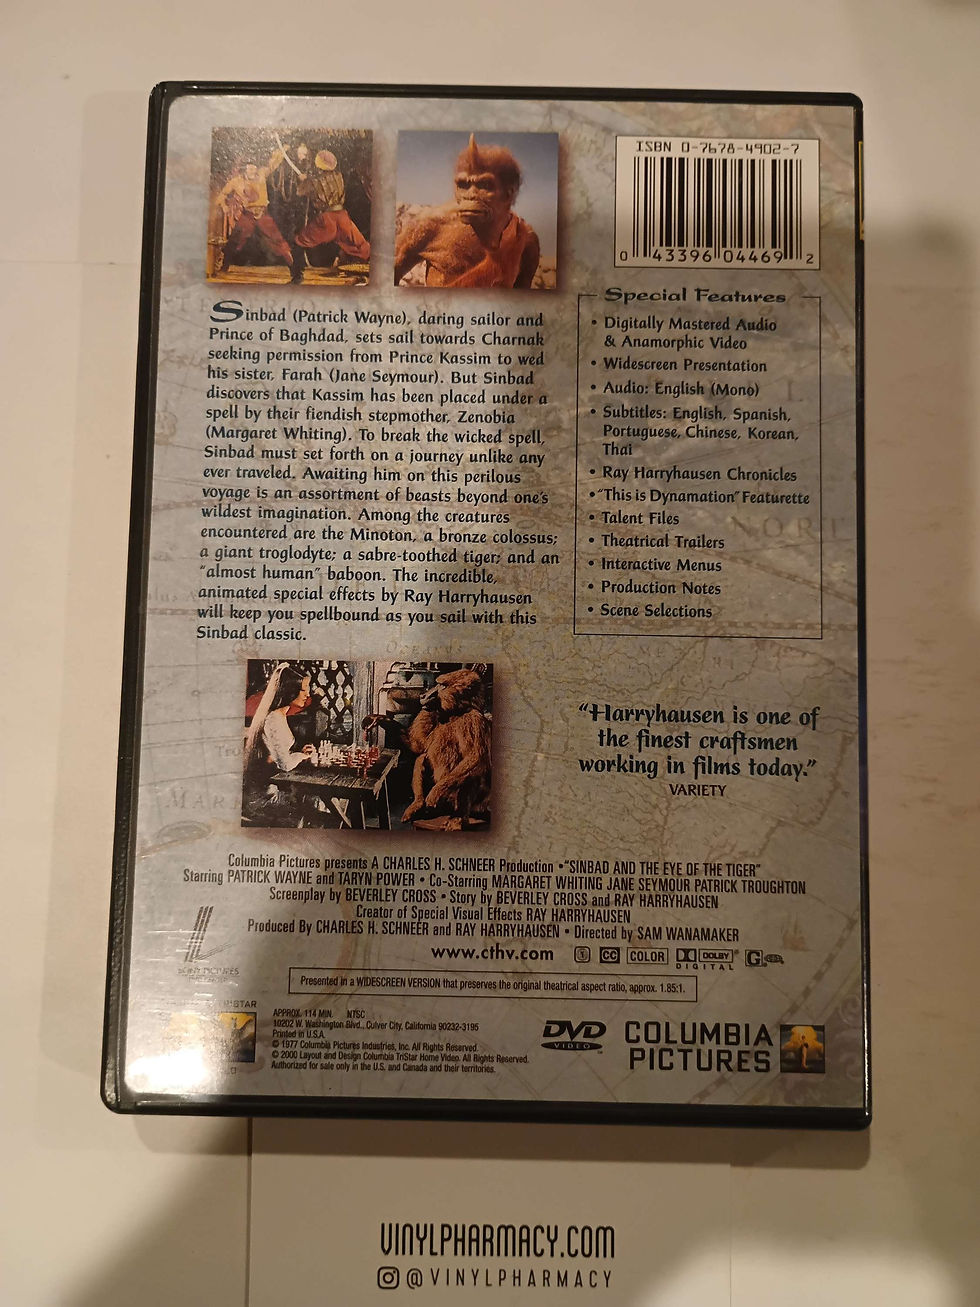 ISBN 0-7678-4902-7
0 43396 04469 2
Sinbad (Patrick Wayne), daring sailor and
Prince of Baghdad, sets sail towards Charnak
seeking permission from Prince Kassim to wed
his sister, Farah (Jane Seymour). But Sinbad
discovers that Kassim has been placed under a
spell by their fiendish stepmother, Zenobia
(Margaret Whiting). To break the wicked spell,
Sinbad must set forth on a journey unlike any
ever traveled. Awaiting him on this perilous
voyage is an assortment of beasts beyond one's
wildest imagination. Among the creatures
encountered are the Minoton, a bronze colossus;
a giant troglodyte; a sabre-toothed tiger; and an
"almost human" baboon. The incredible,
animated special effects by Ray Harryhausen
will keep you spellbound as you sail with this
Sinbad classic.
Special Features
• Digitally Mastered Audio
& Anamorphic Video
• Widescreen Presentation
• Audio: English (Mono)
• Subtitles: English, Spanish,
Portuguese, Chinese, Korean,
Thai
• Ray Harryhausen Chronicles
• "This is Dynamation" Featurette
• Talent Files
• Theatrical Trailers
• Interactive Menus
• Production Notes
• Scene Selections
"Harryhausen is one of
the finest craftsmen
working in films today."
VARIETY
Columbia Pictures presents A CHARLES H. SCHNEER Production • "SINBAD AND THE EYE OF THE TIGER"
Starring PATRICK WAYNE and TARYN POWER • Co-Starring MARGARET WHITING JANE SEYMOUR PATRICK TROUGHTON
Screenplay by BEVERLEY CROSS • Story by BEVERLEY CROSS and RAY HARRYHAUSEN
Creator of Special Visual Effects RAY HARRYHAUSEN
Produced By CHARLES H. SCHNEER and RAY HARRYHAUSEN • Directed by SAM WANAMAKER
www.cthv.com CC COLOR DOLBY DIGITAL G
Presented in a WIDESCREEN VERSION that preserves the original theatrical aspect ratio, approx. 1.85:1.
APPROX. 114 MIN. NTSC
10202 W. Washington Blvd., Culver City, California 90232-3195
Printed in U.S.A.
© 1977 Columbia Pictures Industries, Inc. All Rights Reserved.
© 2000 Layout and Design Columbia TriStar Home Video. All Rights Reserved.
Authorized for sale only in the U.S. and Canada and their territories.
DVD
VIDEO
COLUMBIA
PICTURES
VINYLPHARMACY.COM
@VINYLPHARMACY